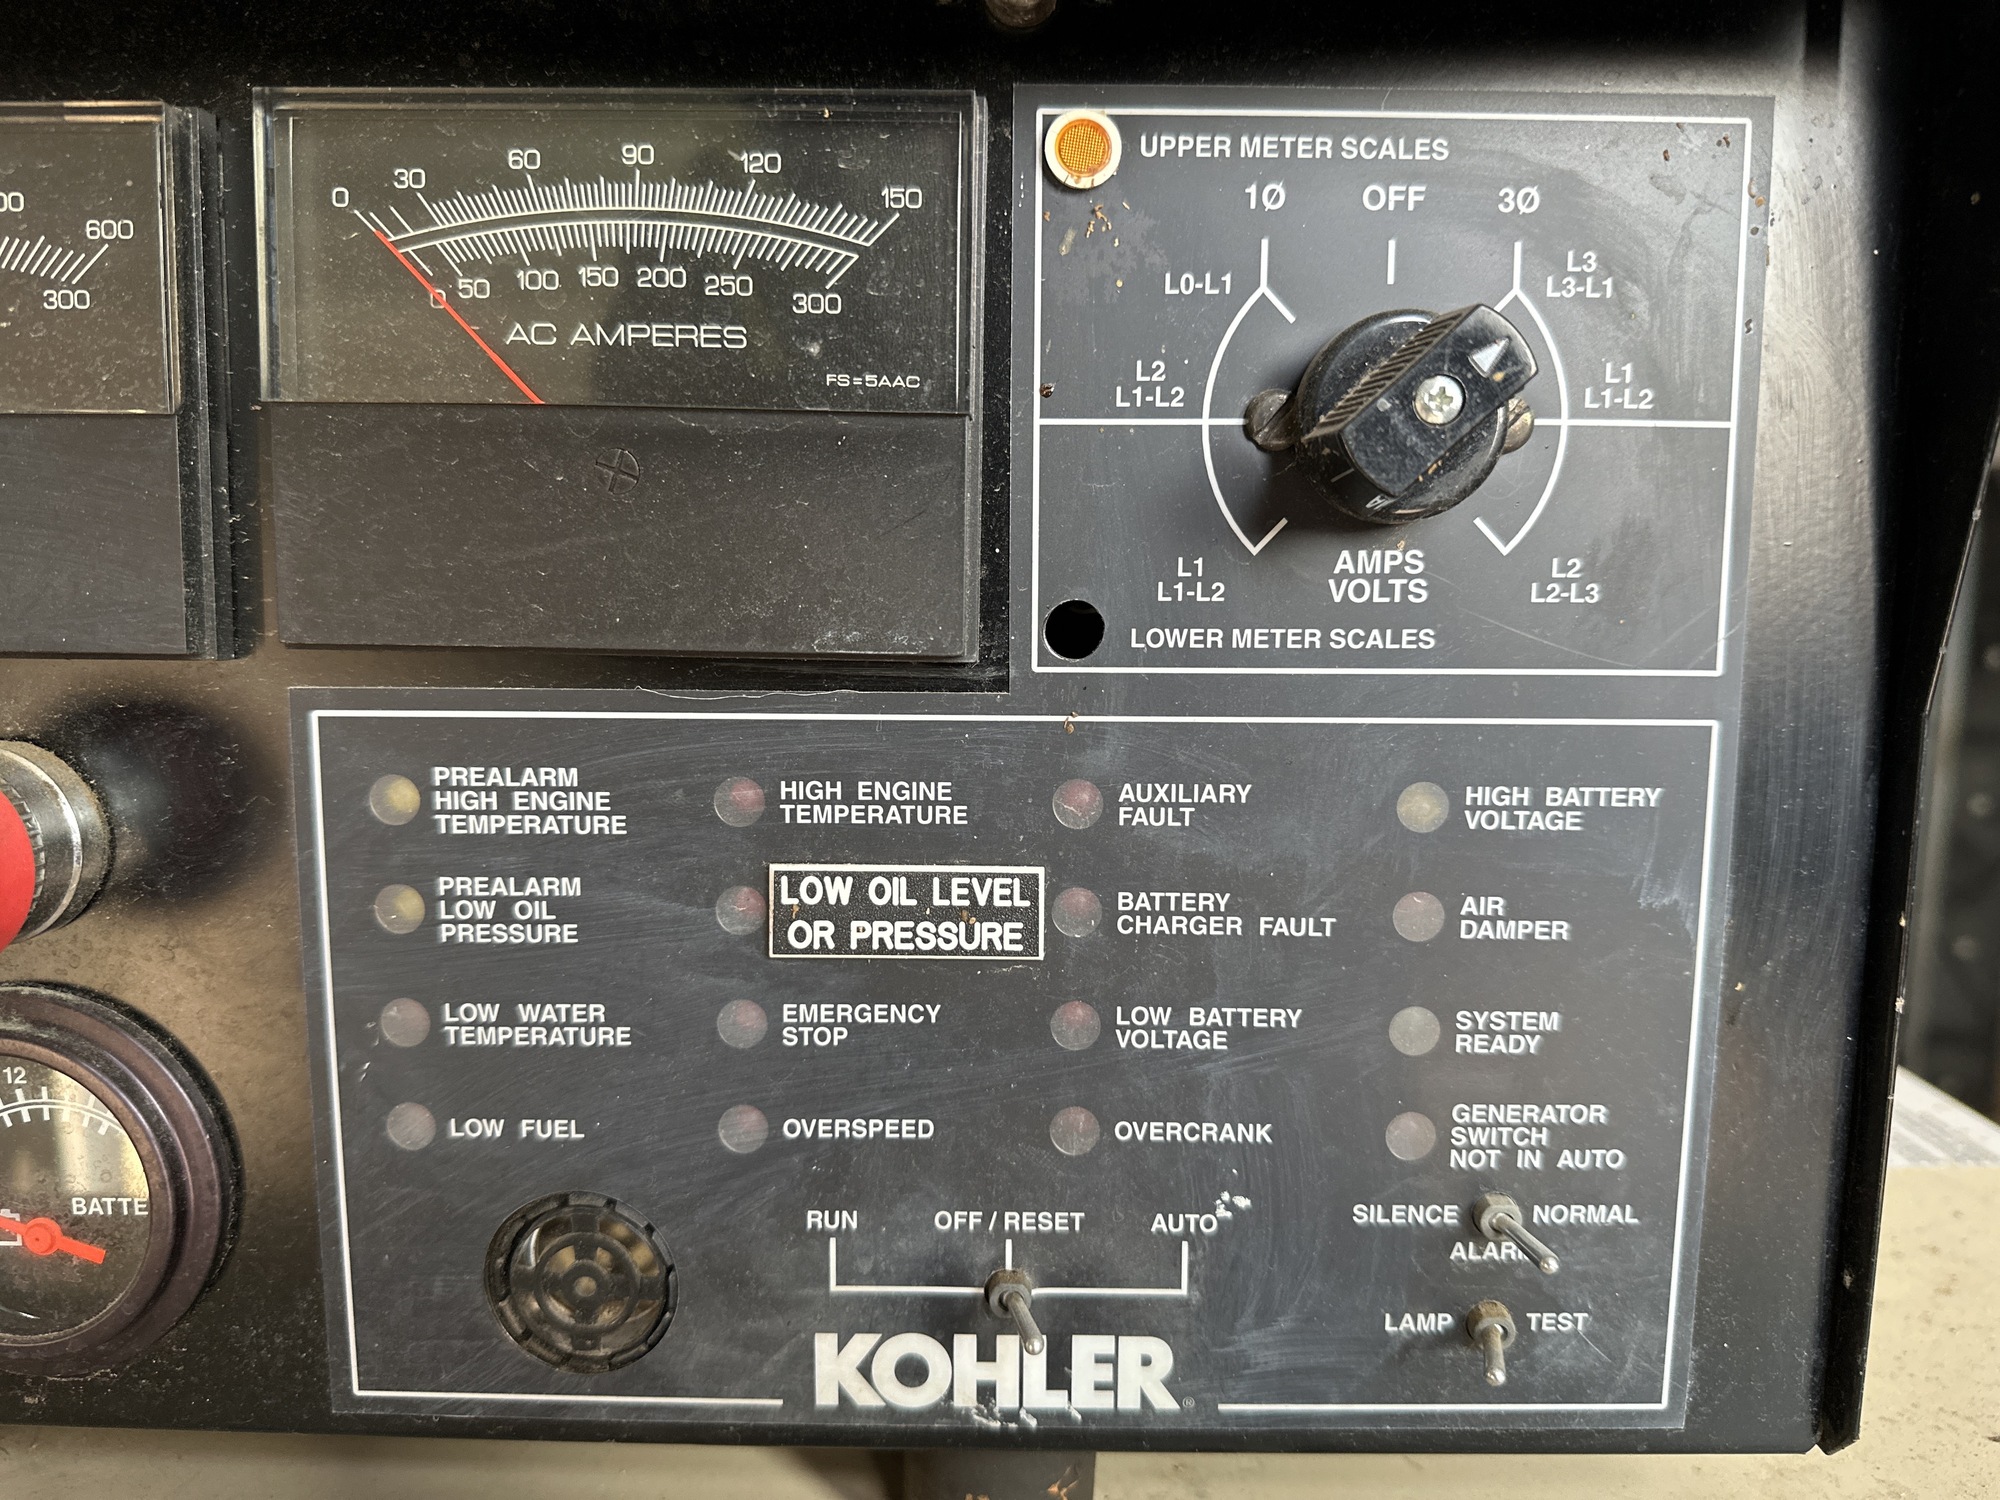 600
300
0 30 60 90 120 150
0 50 100 150 200 250 300
AC AMPERES
FS=5AAC
UPPER METER SCALES
1Ø OFF 3Ø
L0-L1
L3
L3-L1
L2
L1-L2
L1
L1-L2
L1
L1-L2
AMPS
VOLTS
L2
L2-L3
LOWER METER SCALES
PREALARM
HIGH ENGINE
TEMPERATURE
HIGH ENGINE
TEMPERATURE
AUXILIARY
FAULT
HIGH BATTERY
VOLTAGE
PREALARM
LOW OIL
PRESSURE
LOW OIL LEVEL
OR PRESSURE
BATTERY
CHARGER FAULT
AIR
DAMPER
LOW WATER
TEMPERATURE
EMERGENCY
STOP
LOW BATTERY
VOLTAGE
SYSTEM
READY
LOW FUEL
OVERSPEED
OVERCRANK
GENERATOR
SWITCH
NOT IN AUTO
12
BATTE
RUN OFF/RESET AUTO
SILENCE NORMAL
ALARM
LAMP TEST
KOHLER®